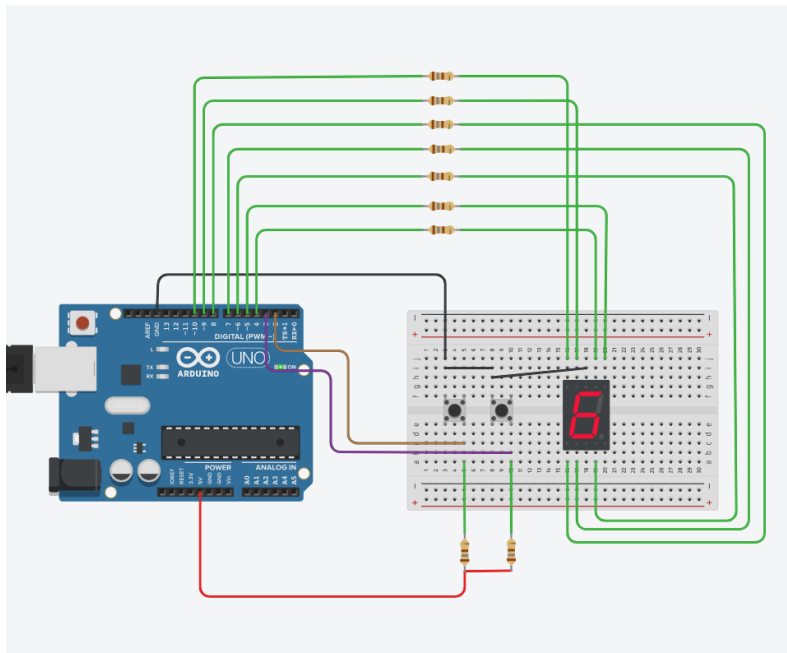 AREF
GND
13
12
~11
~10
~9
8
7
~6
~5
4
TX→1
RX←0
DIGITAL (PWM~)
L
TX
RX
UNO
ARDUINO
ON
POWER
ANALOG IN
IOREF
RESET
3.3V
5V
GND
GND
Vin
A0
A1
A2
A3
A4
A5
a b c d e
f g h i j
6